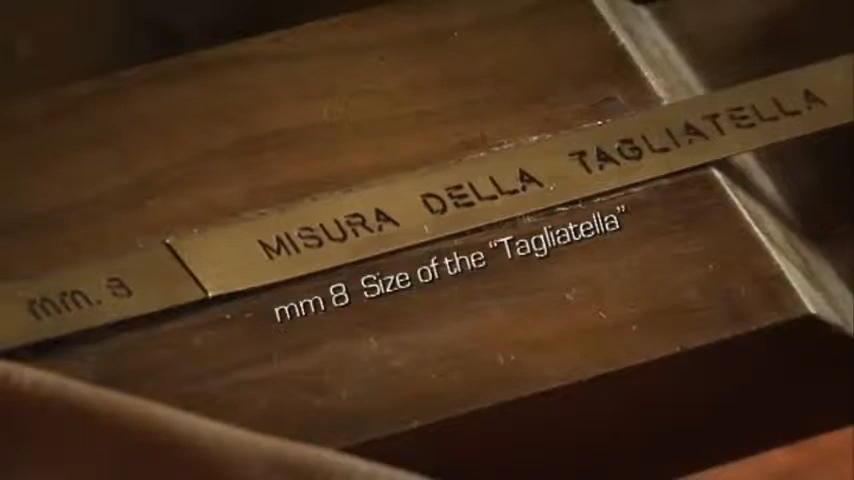 mm. 8 MISURA DELLA TAGLIATELLA
mm 8 Size of the “Tagliatella”